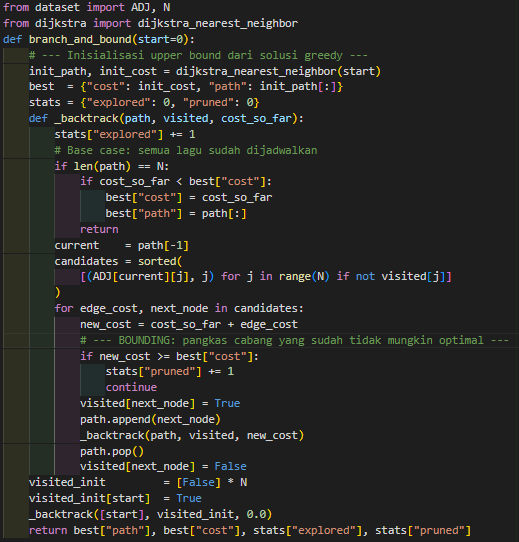 from dataset import ADJ, N
from dijkstra import dijkstra_nearest_neighbor
def branch_and_bound(start=0):
    # --- Inisialisasi upper bound dari solusi greedy ---
    init_path, init_cost = dijkstra_nearest_neighbor(start)
    best  = {"cost": init_cost, "path": init_path[:]}
    stats = {"explored": 0, "pruned": 0}
    def _backtrack(path, visited, cost_so_far):
        stats["explored"] += 1
        # Base case: semua lagu sudah dijadwalkan
        if len(path) == N:
            if cost_so_far < best["cost"]:
                best["cost"] = cost_so_far
                best["path"] = path[:]
            return
        current    = path[-1]
        candidates = sorted(
            [(ADJ[current][j], j) for j in range(N) if not visited[j]]
        )
        for edge_cost, next_node in candidates:
            new_cost = cost_so_far + edge_cost
            # --- BOUNDING: pangkas cabang yang sudah tidak mungkin optimal ---
            if new_cost >= best["cost"]:
                stats["pruned"] += 1
                continue
            visited[next_node] = True
            path.append(next_node)
            _backtrack(path, visited, new_cost)
            path.pop()
            visited[next_node] = False
    visited_init        = [False] * N
    visited_init[start]  = True
    _backtrack([start], visited_init, 0.0)
    return best["path"], best["cost"], stats["explored"], stats["pruned"]